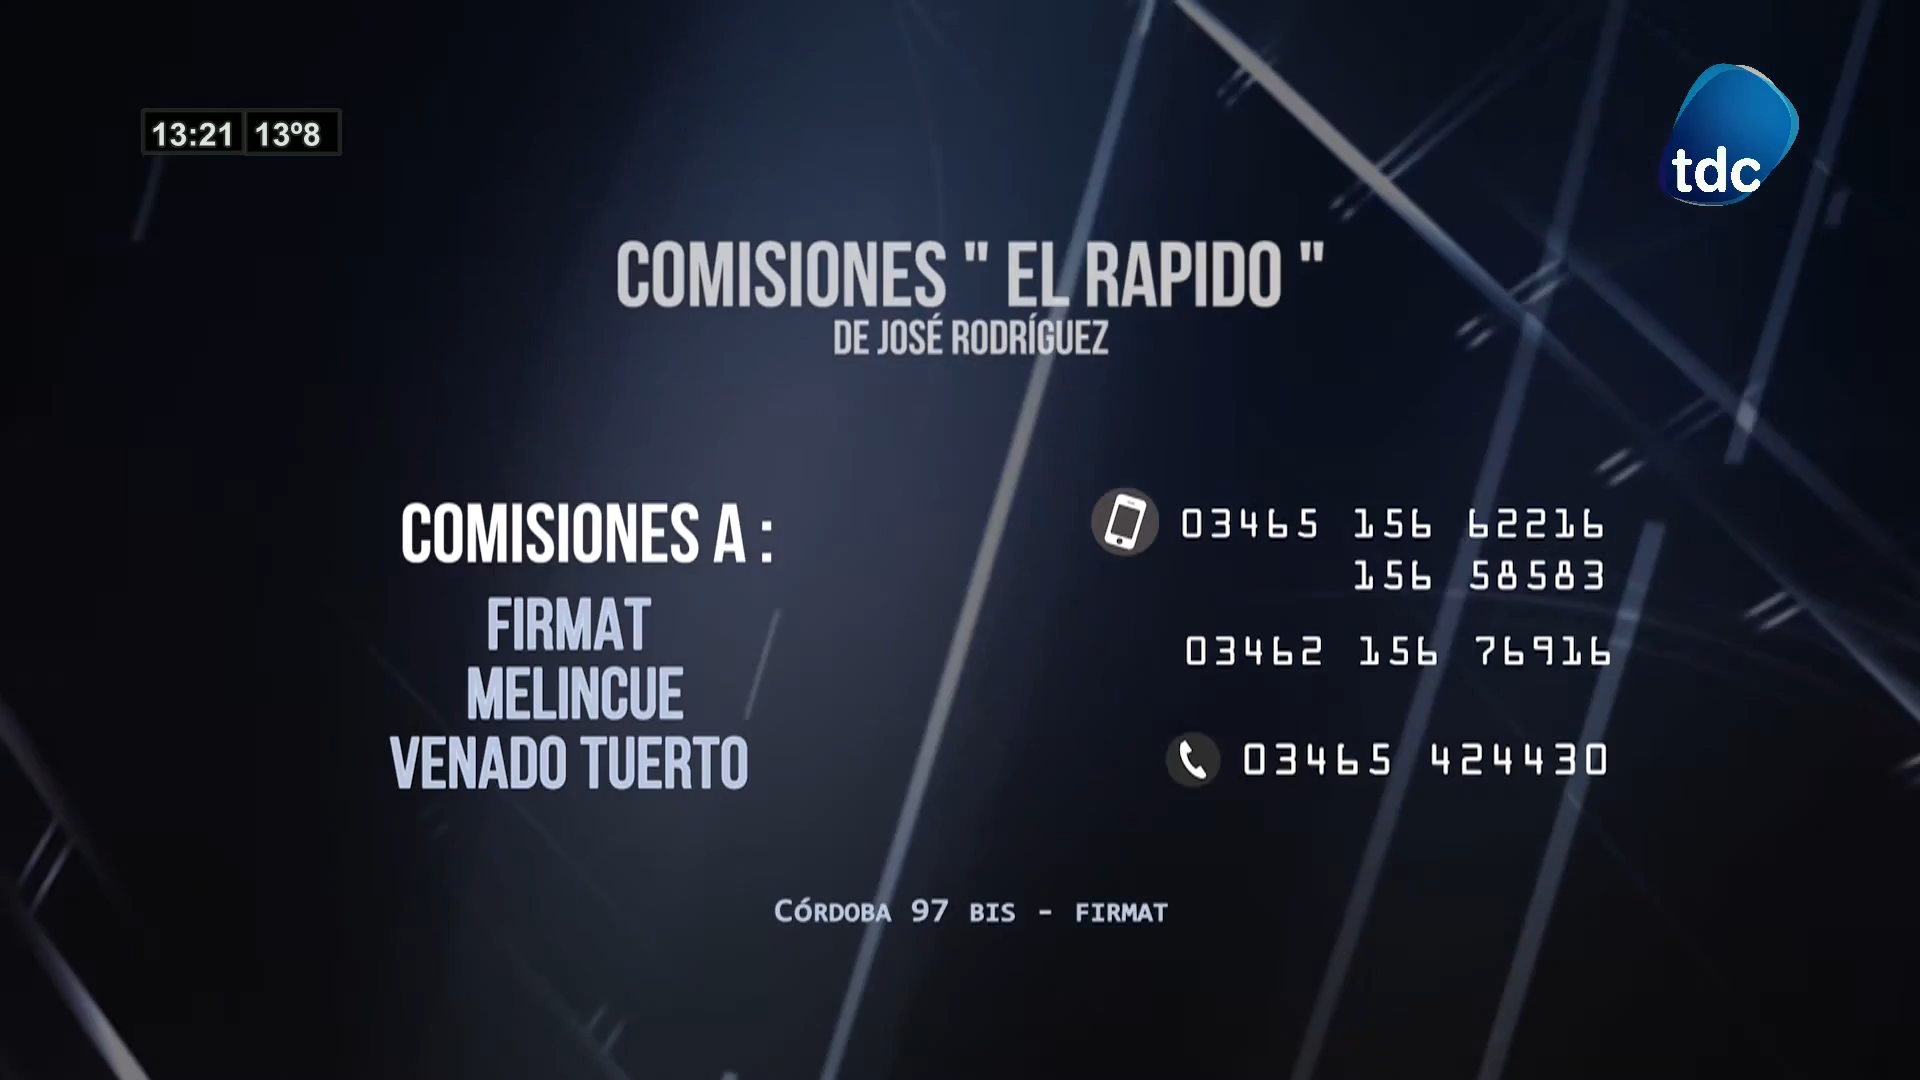 13:21 13º8
tdc
COMISIONES " EL RAPIDO "
DE JOSÉ RODRÍGUEZ
COMISIONES A :
FIRMAT
MELINCUE
VENADO TUERTO
03465 156 62216
156 58583
03462 156 76916
03465 424430
CÓRDOBA 97 BIS - FIRMAT